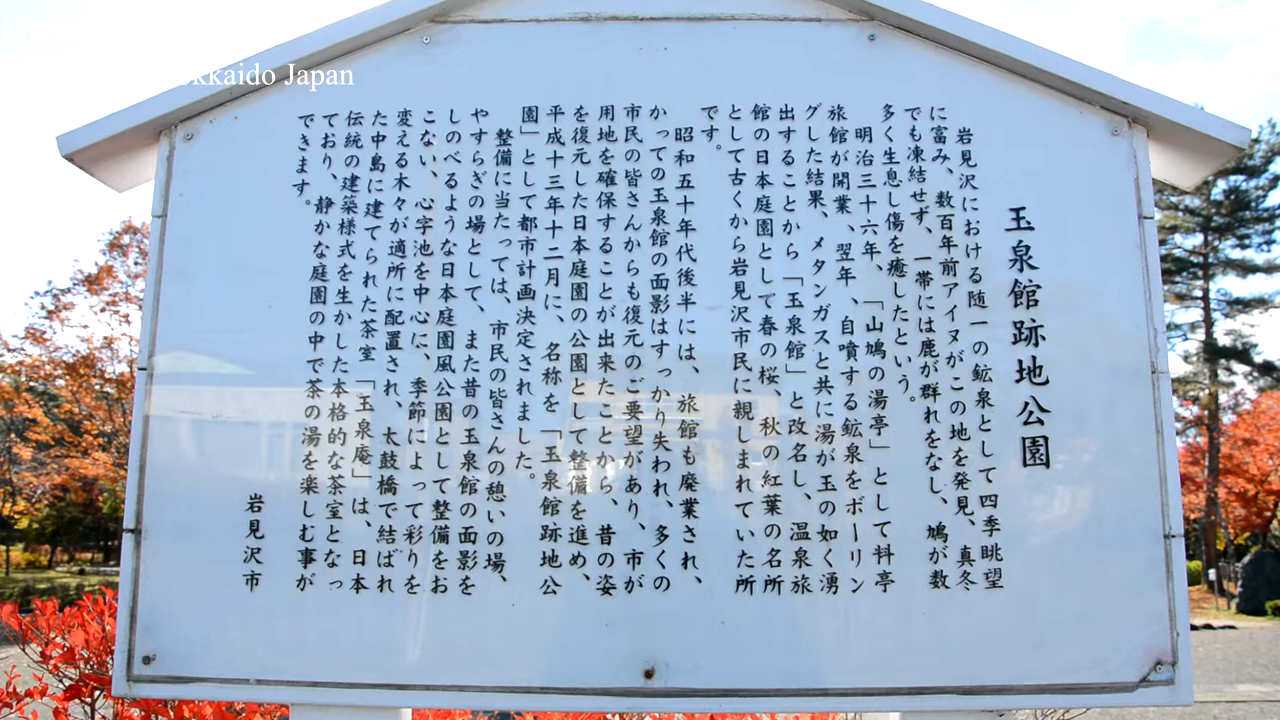 okkaido Japan
玉泉館跡地公園
岩見沢における随一の鉱泉として四季眺望
に富み、数百年前アイヌがこの地を発見、真冬
でも凍結せず、一帯には鹿が群れをなし、鳩が数
多く生息し傷を癒したという。
明治三十六年、「山鳩の湯亭」として料亭
旅館が開業、翌年、自噴する鉱泉をボーリン
グした結果、メタンガスと共に湯が玉の如く湧
出することから「玉泉館」と改名し、温泉旅
館の日本庭園として春の桜、秋の紅葉の名所
として古くから岩見沢市民に親しまれていた所
です。
昭和五十年代後半には、旅館も廃業され、
かっての玉泉館の面影はすっかり失われ、多くの
市民の皆さんからも復元のご要望があり、市が
用地を確保することが出来たことから、昔の姿
を復元した日本庭園の公園として整備を進め、
平成十三年十二月に、名称を「玉泉館跡地公
園」として都市計画決定されました。
整備に当たっては、市民の皆さんの憩いの場、
やすらぎの場として、また昔の玉泉館の面影を
しのべるような日本庭園風公園として整備をお
こない、心字池を中心に、季節によって彩りを
変える木々が適所に配置され、太鼓橋で結ばれ
た中島に建てられた茶室「玉泉庵」は、日本
伝統の建築様式を生かした本格的な茶室となっ
ており、静かな庭園の中で茶の湯を楽しむ事が
できます。
岩見沢市